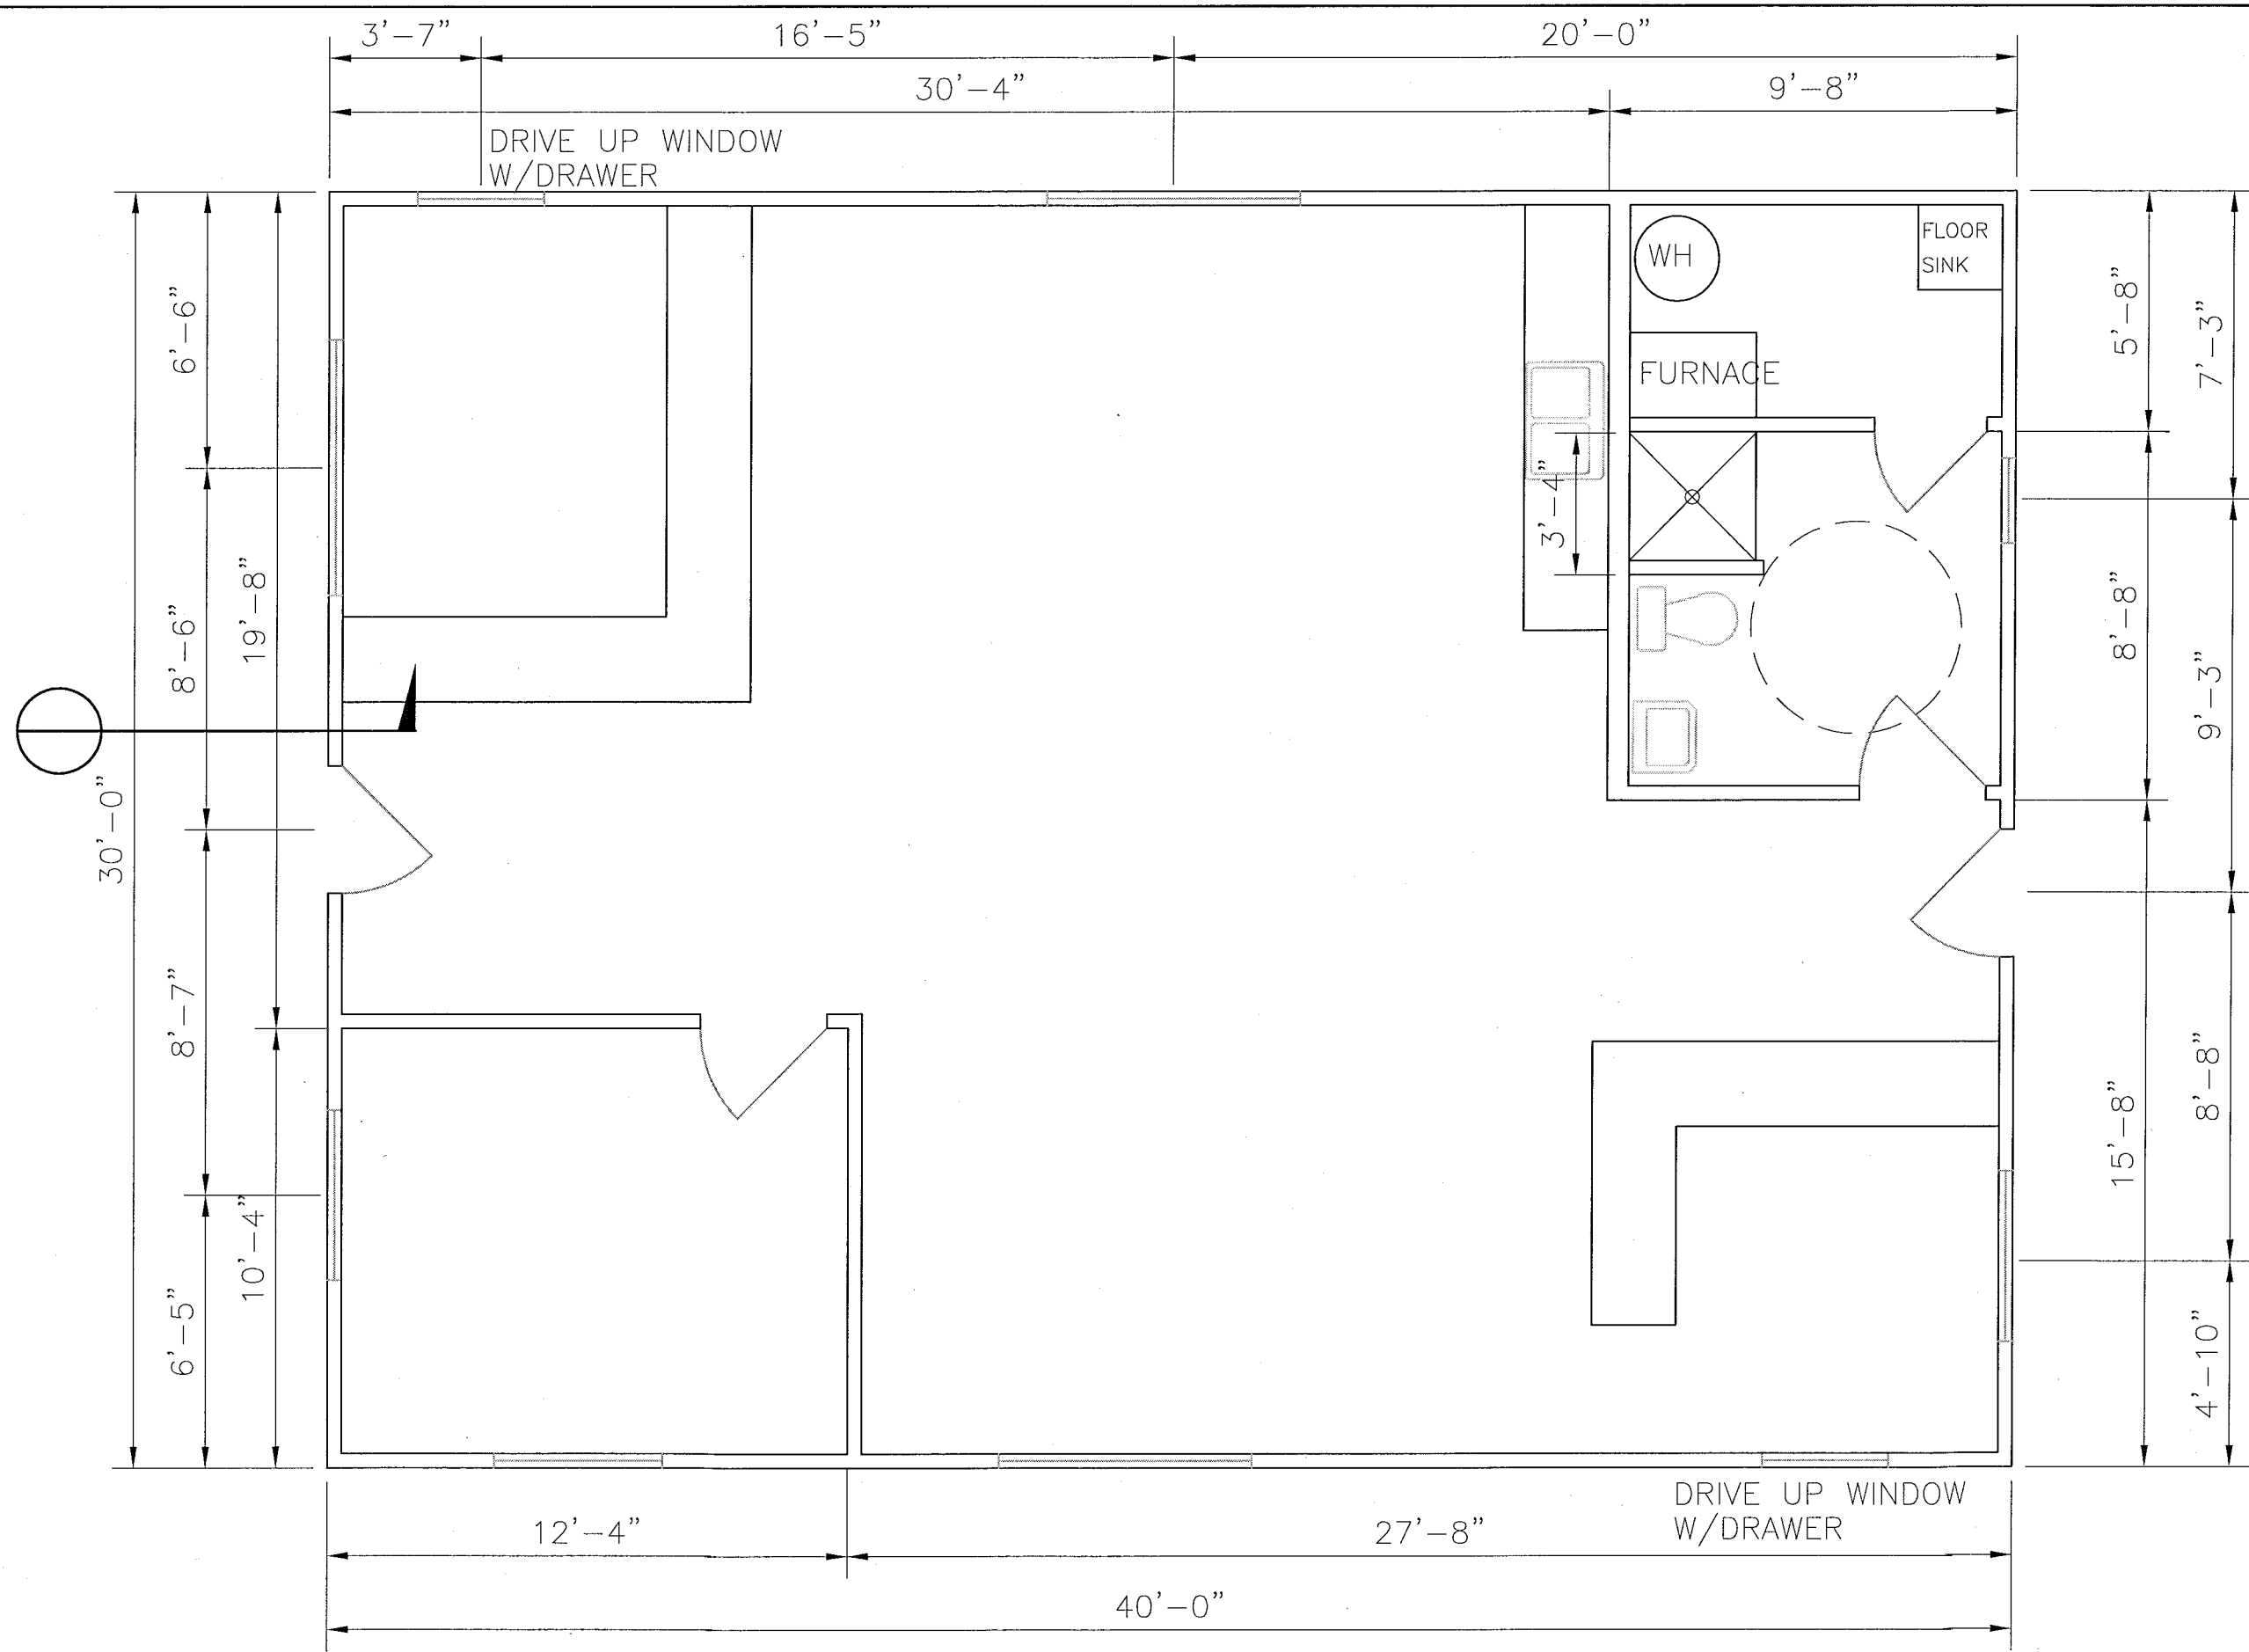 3'-7"
16'-5"
20'-0"
30'-4"
9'-8"
DRIVE UP WINDOW
W/DRAWER
WH
FLOOR
SINK
FURNACE
3'-4"
6'-6"
8'-6"
19'-8"
30'-0"
8'-7"
10'-4"
6'-5"
5'-8"
7'-3"
8'-8"
9'-3"
8'-8"
15'-8"
4'-10"
DRIVE UP WINDOW
W/DRAWER
12'-4"
27'-8"
40'-0"